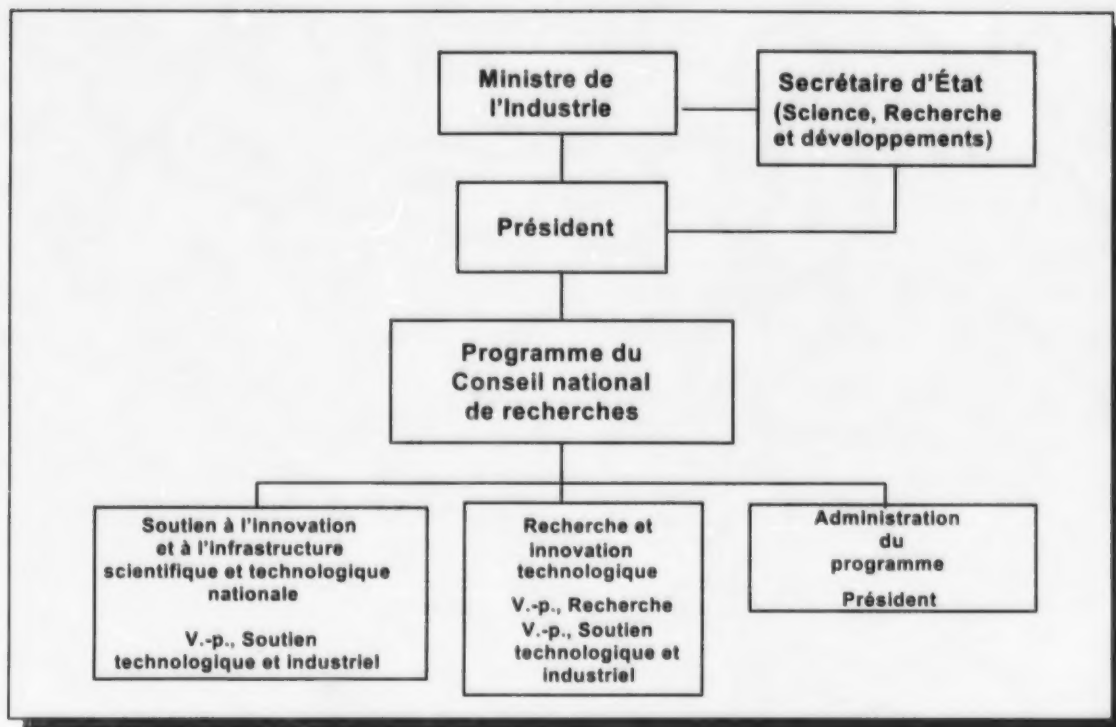 Ministre de
l'Industrie
Secrétaire d'État
(Science, Recherche
et développements)
Président
Programme du
Conseil national
de recherches
Soutien à l'innovation
et à l'infrastructure
scientifique et technologique
nationale
V.-p., Soutien
technologique et industriel
Recherche et
innovation
technologique
V.-p., Recherche
V.-p., Soutien
technologique et
industriel
Administration
du
programme
Président